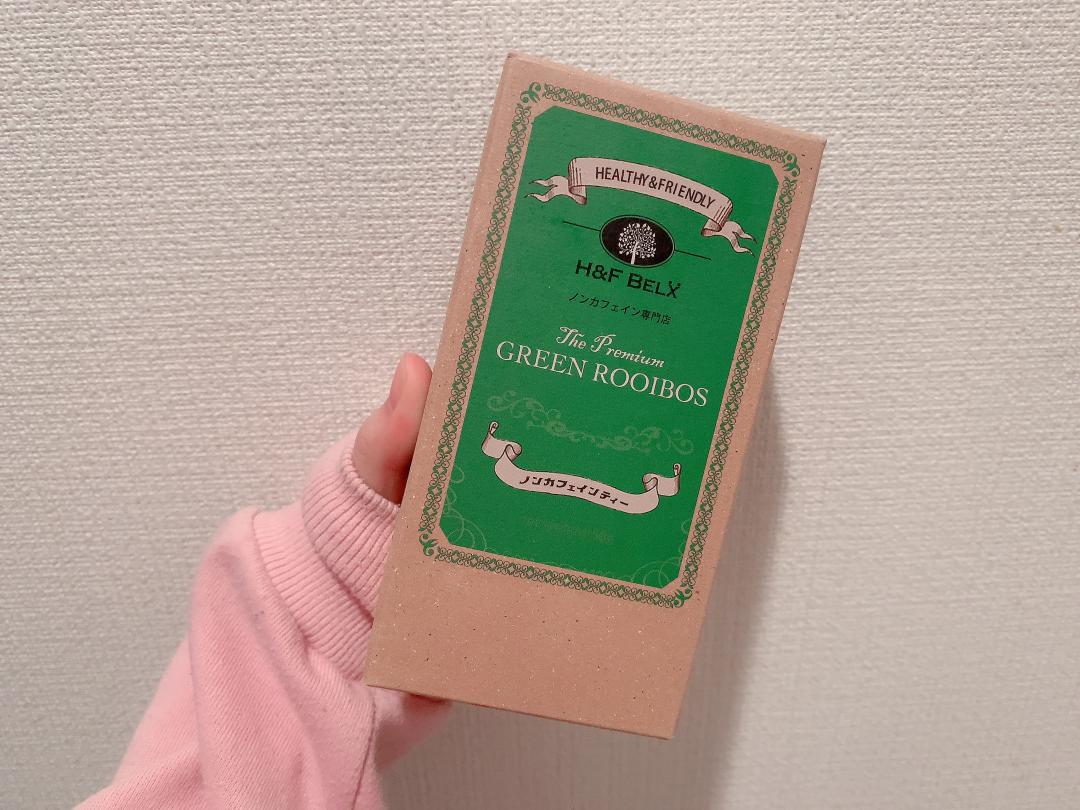 HEALTHY&FRIENDLY
H&F BELX
ノンカフェイン専門店
The Premium
GREEN ROOIBOS
ノンカフェインティー